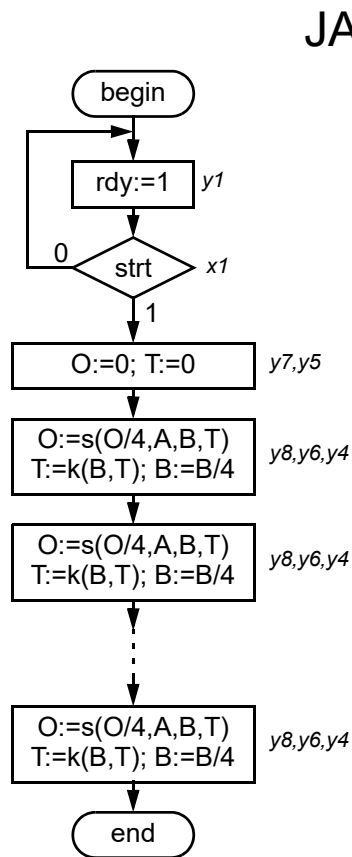 JA
begin
rdy:=1 y1
0 strt x1
1
O:=0; T:=0 y7,y5
O:=s(O/4,A,B,T)
T:=k(B,T); B:=B/4 y8,y6,y4
O:=s(O/4,A,B,T)
T:=k(B,T); B:=B/4 y8,y6,y4
O:=s(O/4,A,B,T)
T:=k(B,T); B:=B/4 y8,y6,y4
end